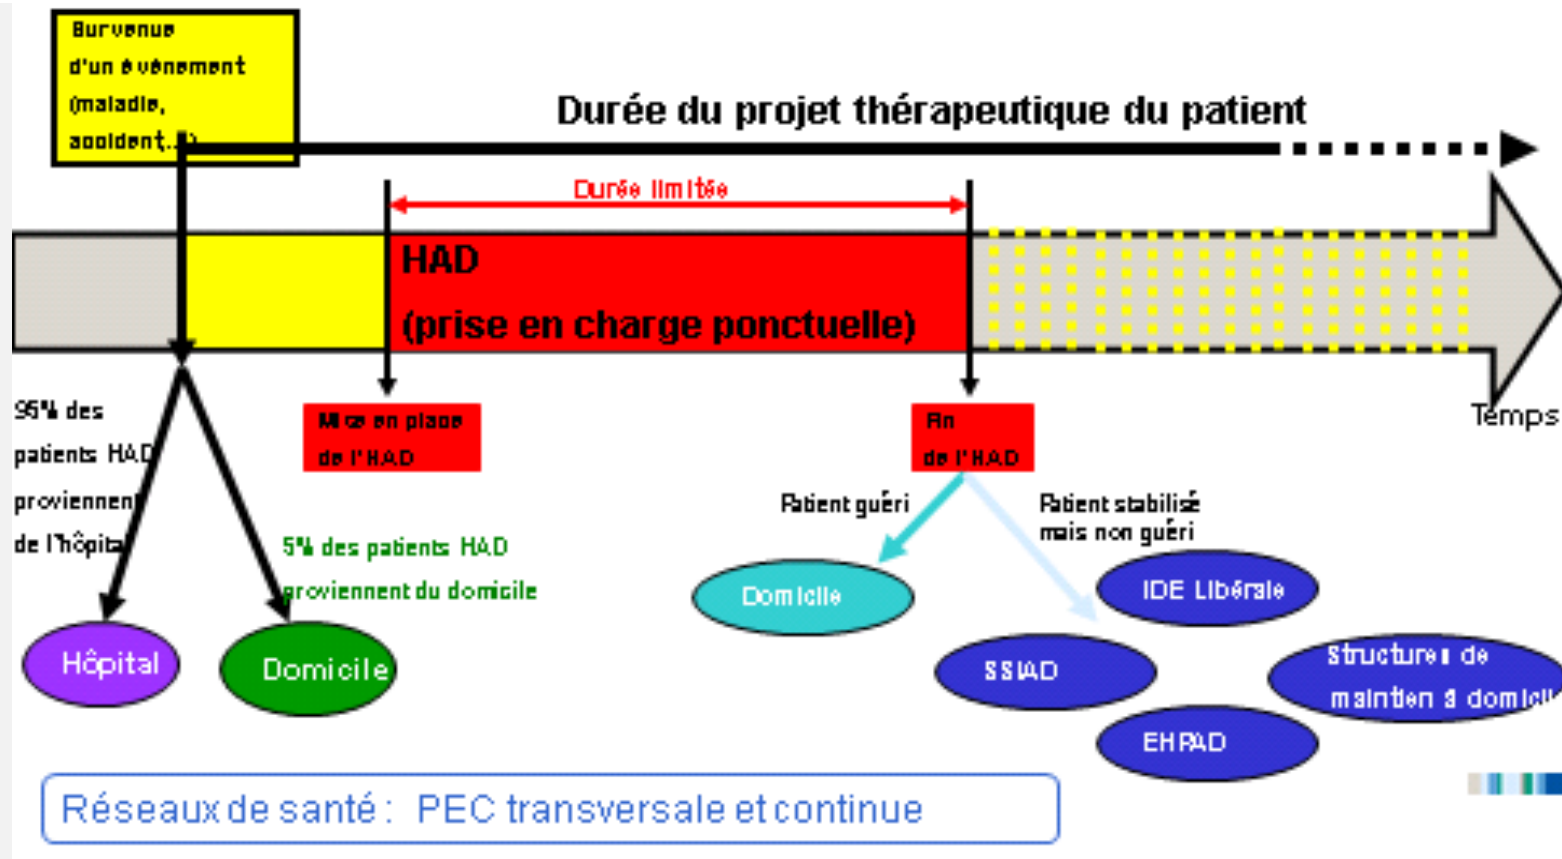 Survenue
d'un évènement
(maladie,
accident...)
Durée du projet thérapeutique du patient
Durée limitée
HAD
(prise en charge ponctuelle)
Temps
95% des
patients HAD
proviennent
de l'hôpital
Mise en place
de l'HAD
Fin
de l'HAD
Patient guéri
Patient stabilisé
mais non guéri
5% des patients HAD
proviennent du domicile
Domicile
IDE Libérale
Hôpital
Domicile
SSIAD
Structures de
maintien à domicile
EHPAD
Réseaux de santé : PEC transversale et continue